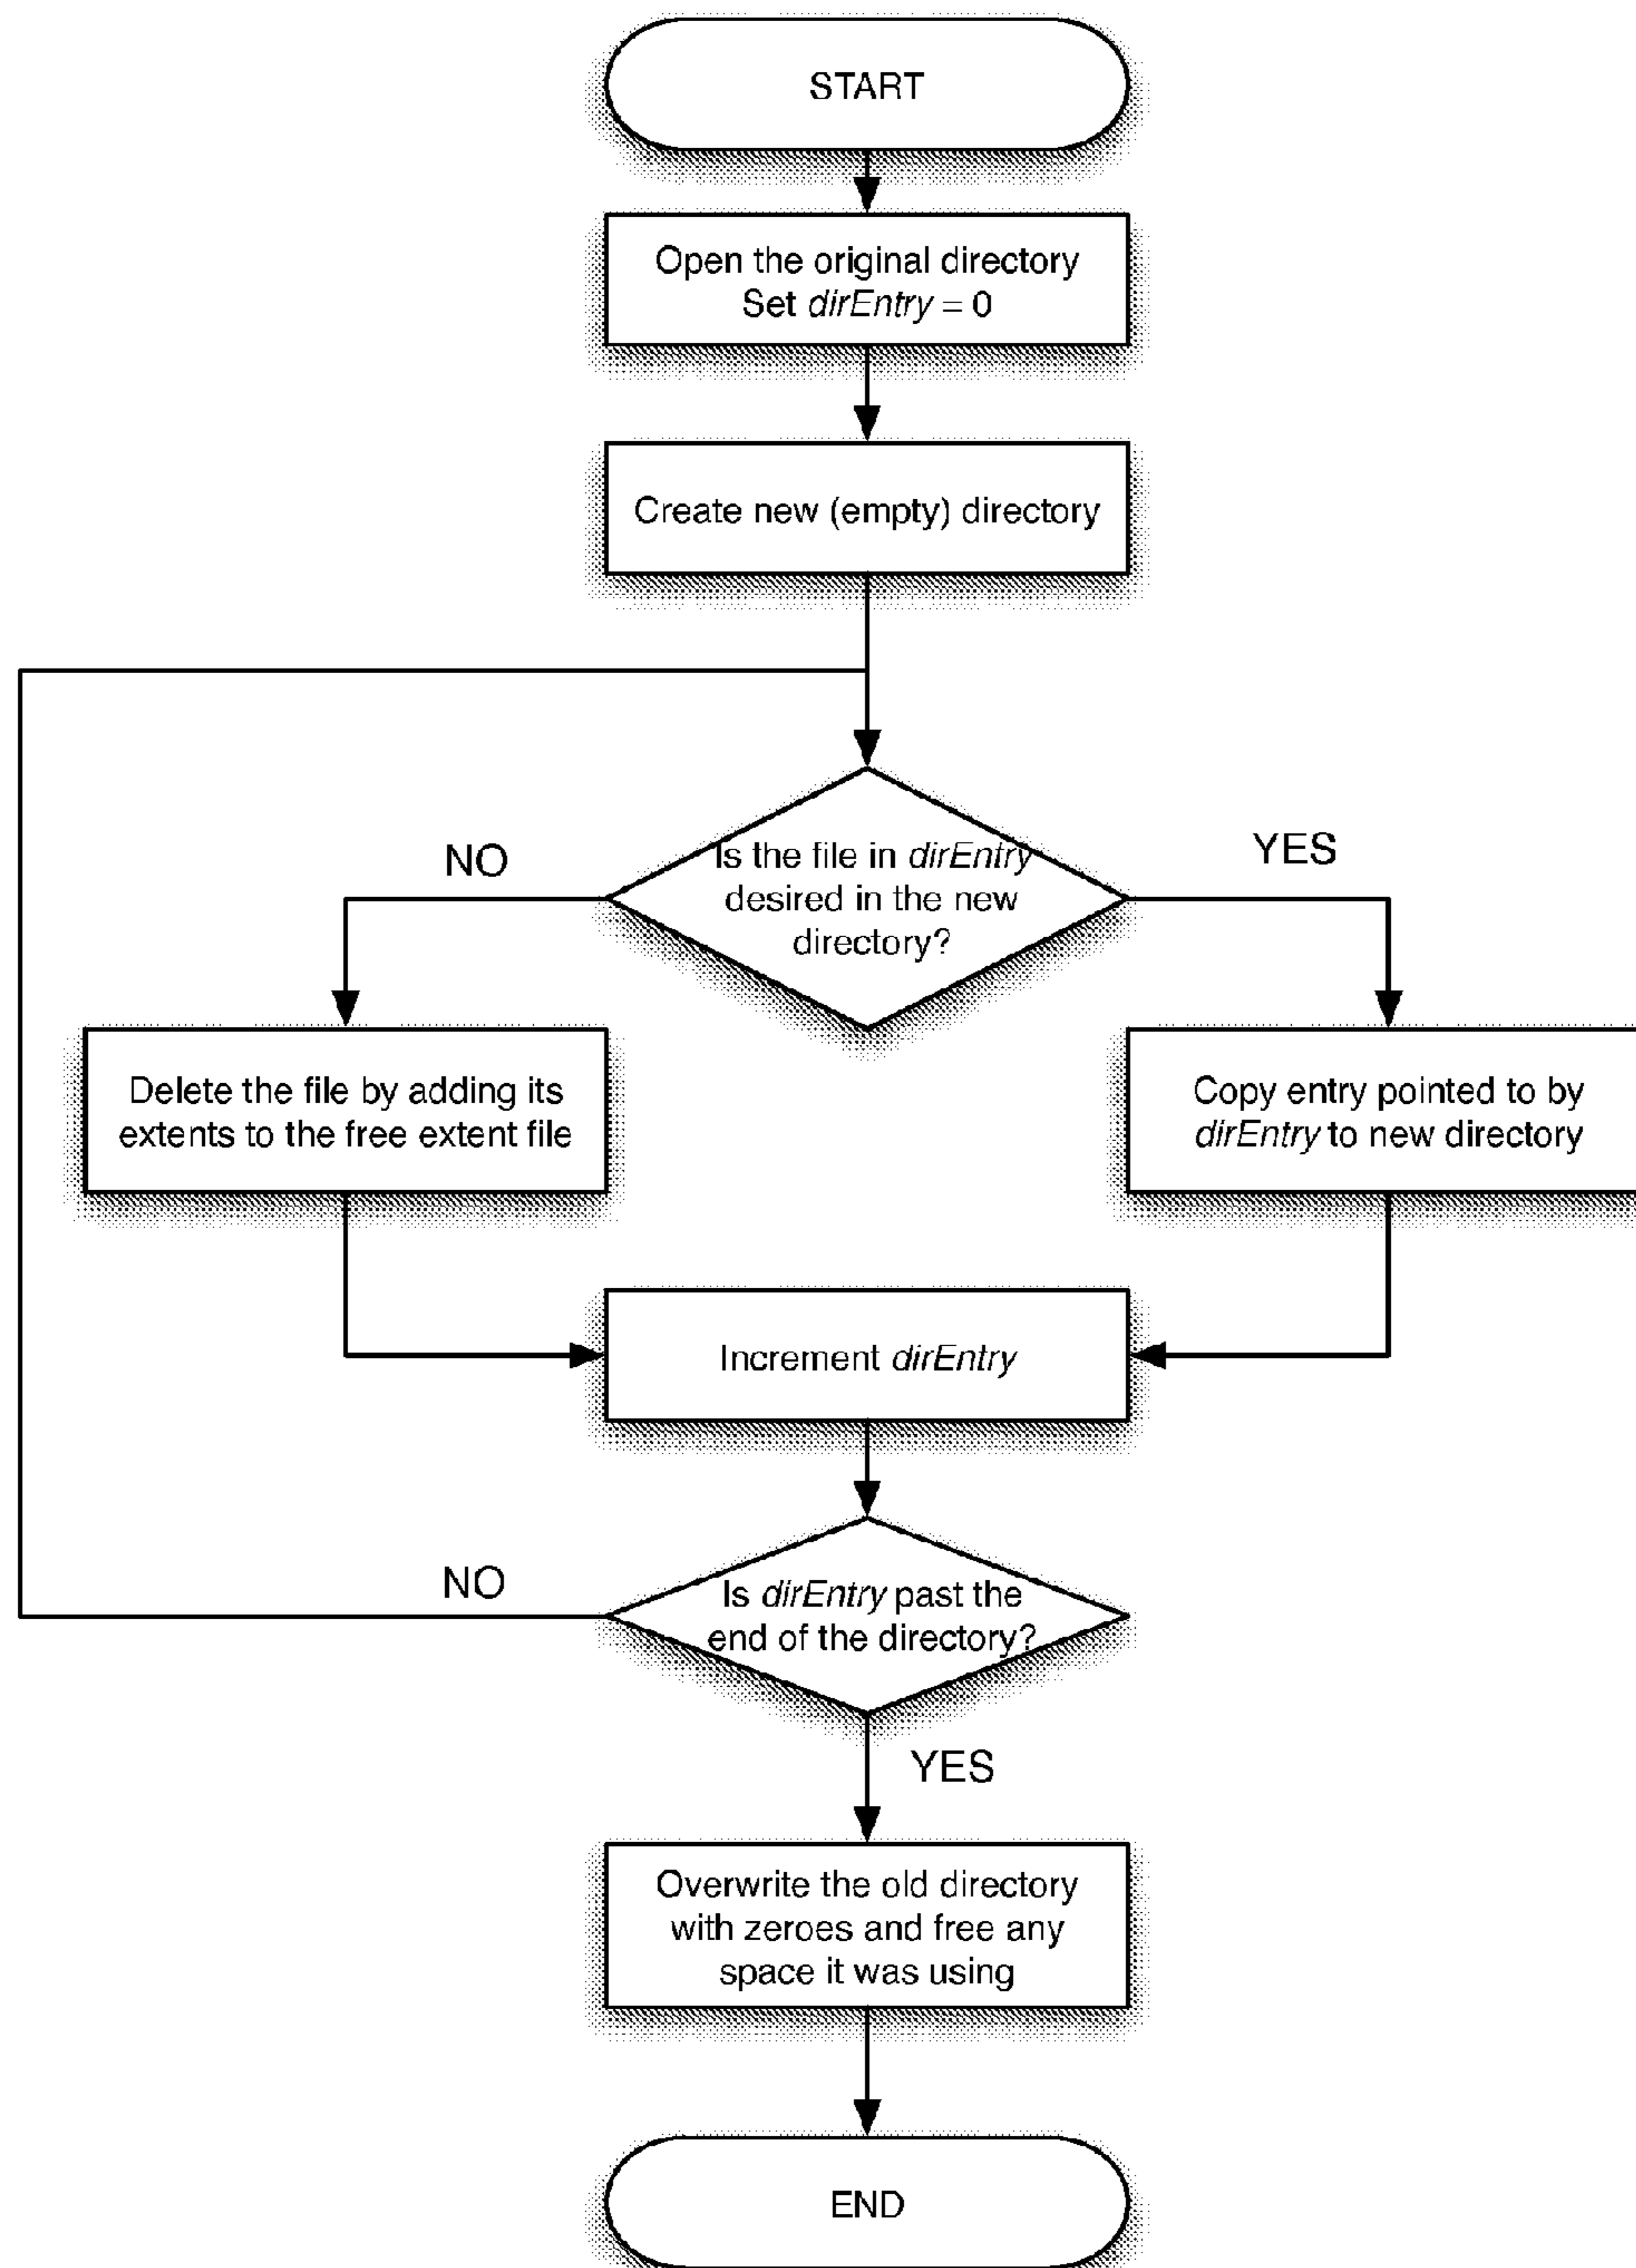 START
Open the original directory
Set dirEntry = 0
Create new (empty) directory
Is the file in dirEntry
desired in the new
directory?
NO
YES
Delete the file by adding its
extents to the free extent file
Copy entry pointed to by
dirEntry to new directory
Increment dirEntry
Is dirEntry past the
end of the directory?
NO
YES
Overwrite the old directory
with zeroes and free any
space it was using
END